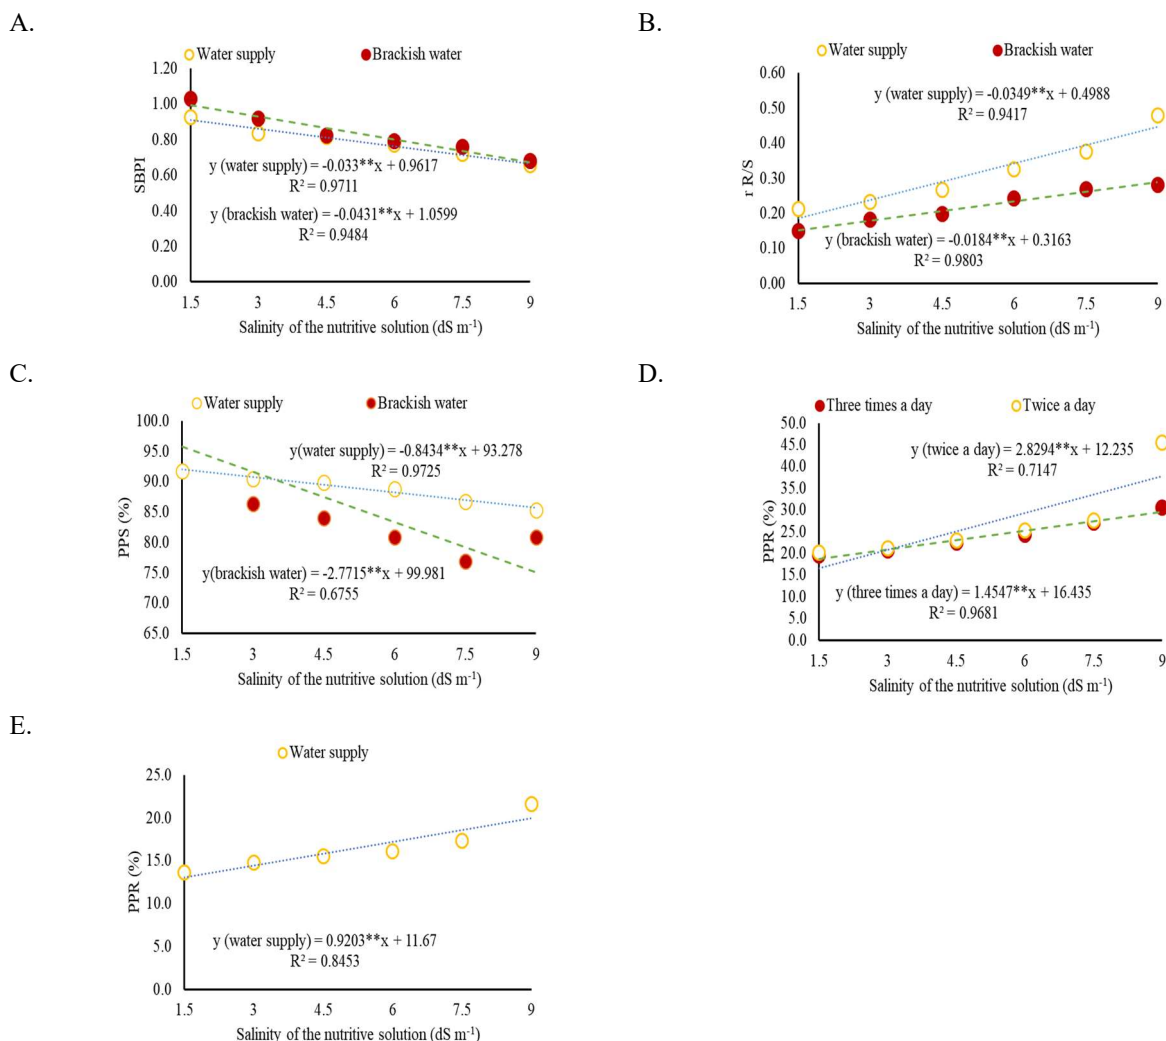 A.
Water supply Brackish water
1.20
1.00
0.80
0.60
0.40
0.20
0.00
SBPI
y (water supply) = -0.033**x + 0.9617
R² = 0.9711
y (brackish water) = -0.0431**x + 1.0599
R² = 0.9484
1.5 3 4.5 6 7.5 9
Salinity of the nutritive solution (dS m⁻¹)
B.
Water supply Brackish water
0.60
0.50
0.40
0.30
0.20
0.10
0.00
r R/S
y (water supply) = -0.0349**x + 0.4988
R² = 0.9417
y (brackish water) = -0.0184**x + 0.3163
R² = 0.9803
1.5 3 4.5 6 7.5 9
Salinity of the nutritive solution (dS m⁻¹)
C.
Water supply Brackish water
100.0
95.0
90.0
85.0
80.0
75.0
70.0
65.0
PPS (%)
y(water supply) = -0.8434**x + 93.278
R² = 0.9725
y(brackish water) = -2.7715**x + 99.981
R² = 0.6755
1.5 3 4.5 6 7.5 9
Salinity of the nutritive solution (dS m⁻¹)
D.
Three times a day Twice a day
50.0
45.0
40.0
35.0
30.0
25.0
20.0
15.0
10.0
5.0
0.0
PPR (%)
y (twice a day) = 2.8294**x + 12.235
R² = 0.7147
y (three times a day) = 1.4547**x + 16.435
R² = 0.9681
1.5 3 4.5 6 7.5 9
Salinity of the nutritive solution (dS m⁻¹)
E.
Water supply
25.0
20.0
15.0
10.0
5.0
0.0
PPR (%)
y (water supply) = 0.9203**x + 11.67
R² = 0.8453
1.5 3 4.5 6 7.5 9
Salinity of the nutritive solution (dS m⁻¹)